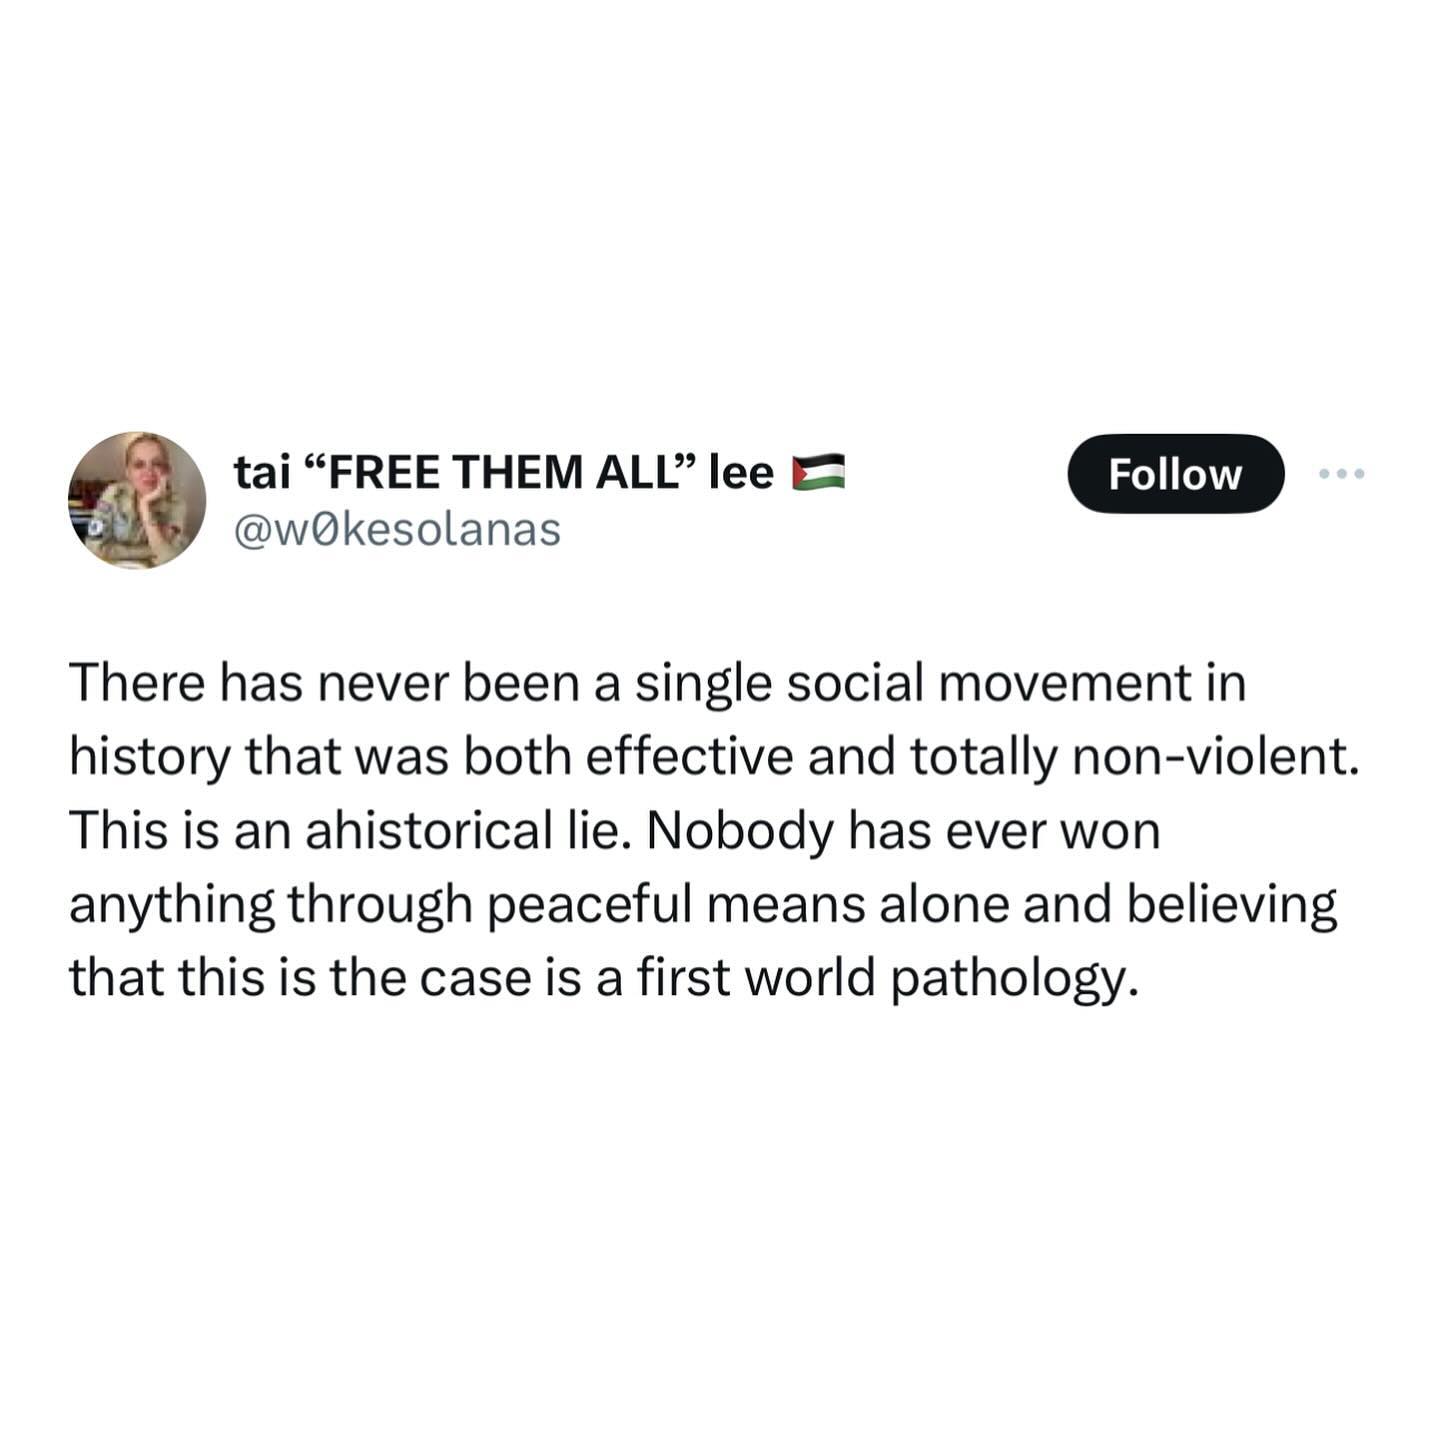 tai “FREE THEM ALL” lee 🇵🇸
@w0kesolanas
Follow
There has never been a single social movement in
history that was both effective and totally non-violent.
This is an ahistorical lie. Nobody has ever won
anything through peaceful means alone and believing
that this is the case is a first world pathology.